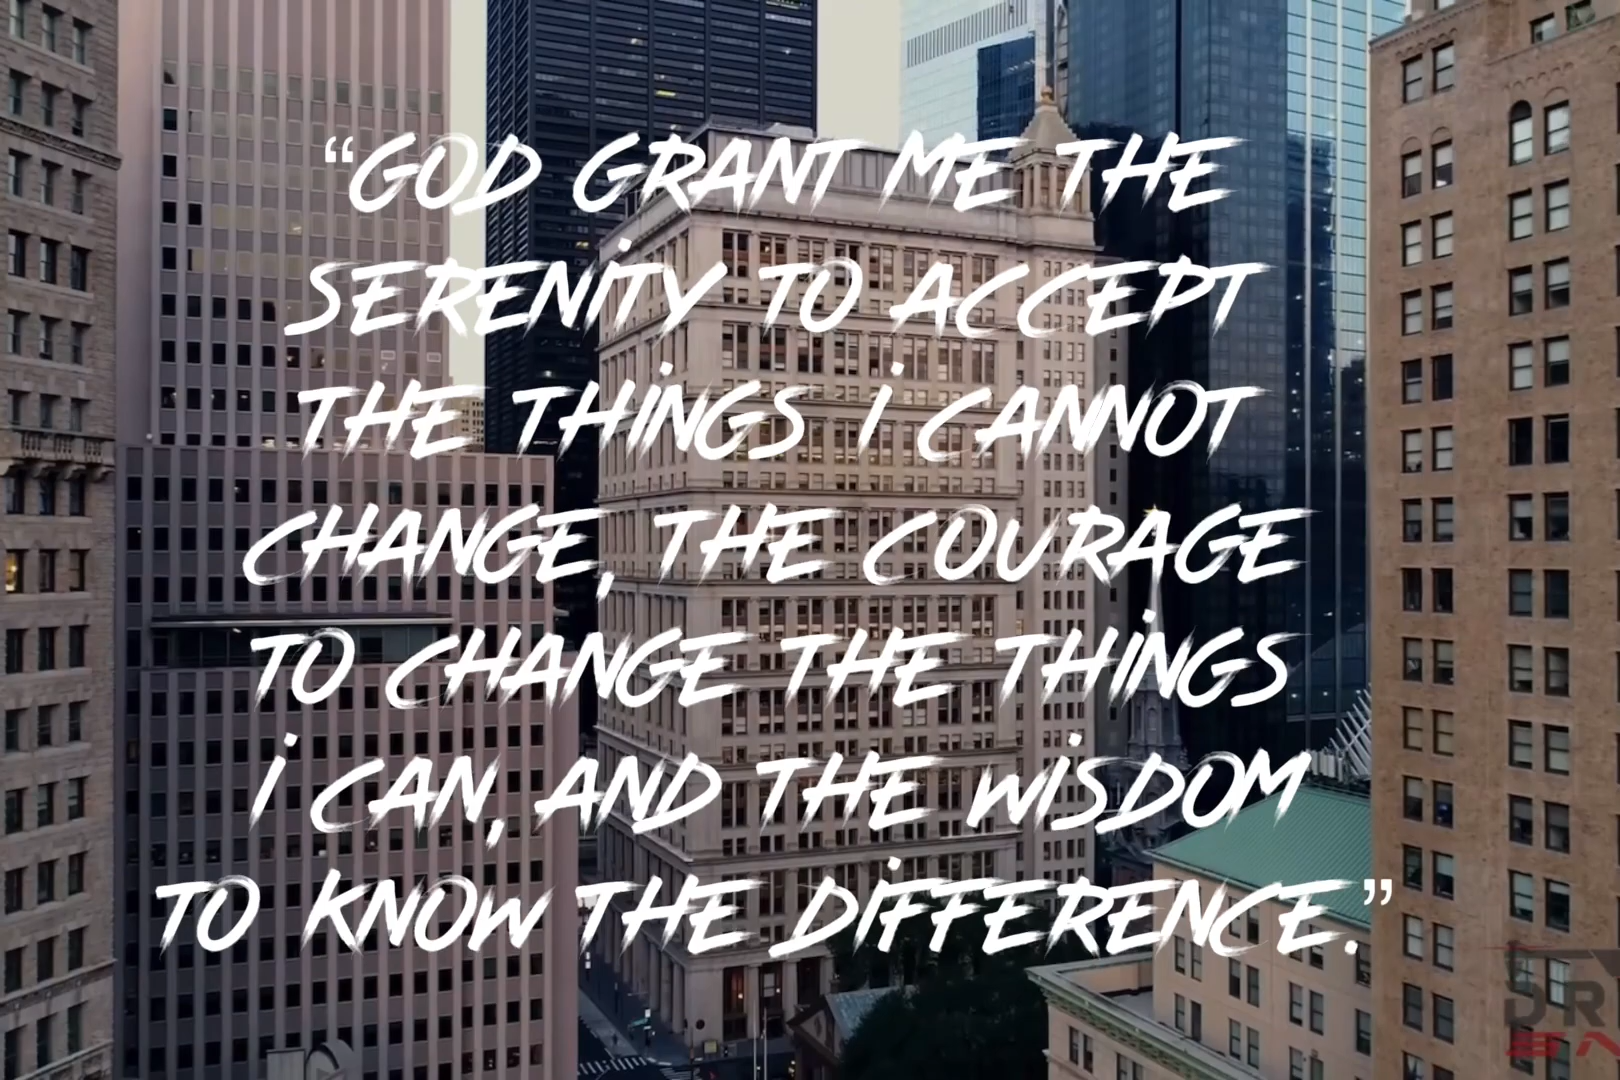 “GOD GRANT ME THE
SERENITY TO ACCEPT
THE THINGS I CANNOT
CHANGE, THE COURAGE
TO CHANGE THE THINGS
I CAN, AND THE WISDOM
TO KNOW THE DIFFERENCE.”